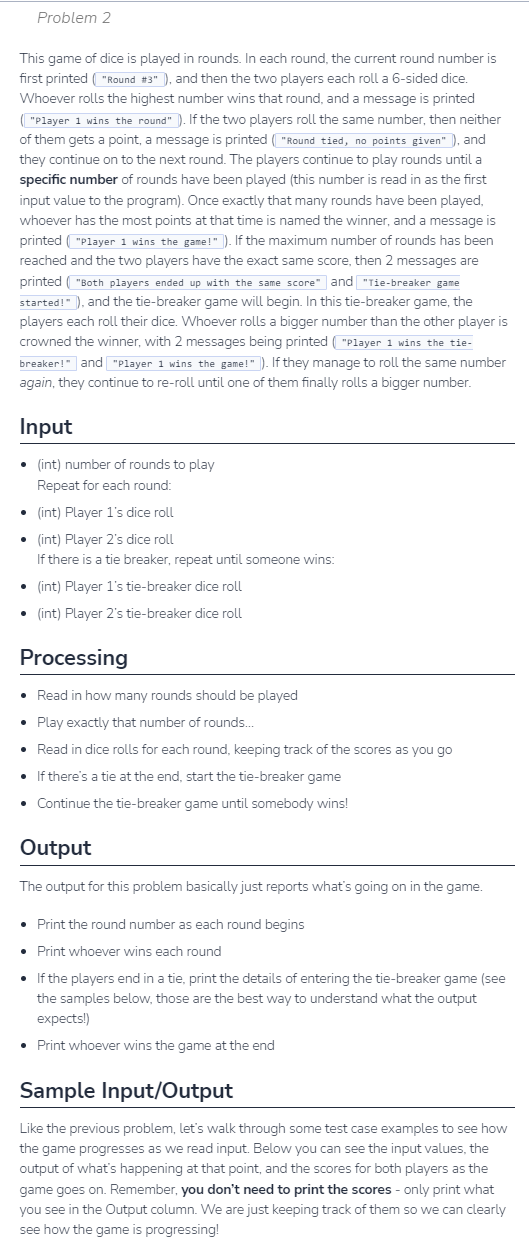 Problem 2
This game of dice is played in rounds. In each round, the current round number is
first printed ( "Round #3" ), and then the two players each roll a 6-sided dice.
Whoever rolls the highest number wins that round, and a message is printed
( "Player 1 wins the round" ). If the two players roll the same number, then neither
of them gets a point, a message is printed ( "Round tied, no points given" ), and
they continue on to the next round. The players continue to play rounds until a
specific number of rounds have been played (this number is read in as the first
input value to the program). Once exactly that many rounds have been played,
whoever has the most points at that time is named the winner, and a message is
printed ( "Player 1 wins the game!" ). If the maximum number of rounds has been
reached and the two players have the exact same score, then 2 messages are
printed ( "Both players ended up with the same score" and "Tie-breaker game
started!" ), and the tie-breaker game will begin. In this tie-breaker game, the
players each roll their dice. Whoever rolls a bigger number than the other player is
crowned the winner, with 2 messages being printed ( "Player 1 wins the tie-
breaker!" and "Player 1 wins the game!" ). If they manage to roll the same number
again, they continue to re-roll until one of them finally rolls a bigger number.
Input
• (int) number of rounds to play
Repeat for each round:
• (int) Player 1's dice roll
• (int) Player 2's dice roll
If there is a tie breaker, repeat until someone wins:
• (int) Player 1's tie-breaker dice roll
• (int) Player 2's tie-breaker dice roll
Processing
• Read in how many rounds should be played
• Play exactly that number of rounds...
• Read in dice rolls for each round, keeping track of the scores as you go
• If there's a tie at the end, start the tie-breaker game
• Continue the tie-breaker game until somebody wins!
Output
The output for this problem basically just reports what's going on in the game.
• Print the round number as each round begins
• Print whoever wins each round
• If the players end in a tie, print the details of entering the tie-breaker game (see
the samples below, those are the best way to understand what the output
expects!)
• Print whoever wins the game at the end
Sample Input/Output
Like the previous problem, let's walk through some test case examples to see how
the game progresses as we read input. Below you can see the input values, the
output of what's happening at that point, and the scores for both players as the
game goes on. Remember, you don't need to print the scores - only print what
you see in the Output column. We are just keeping track of them so we can clearly
see how the game is progressing!